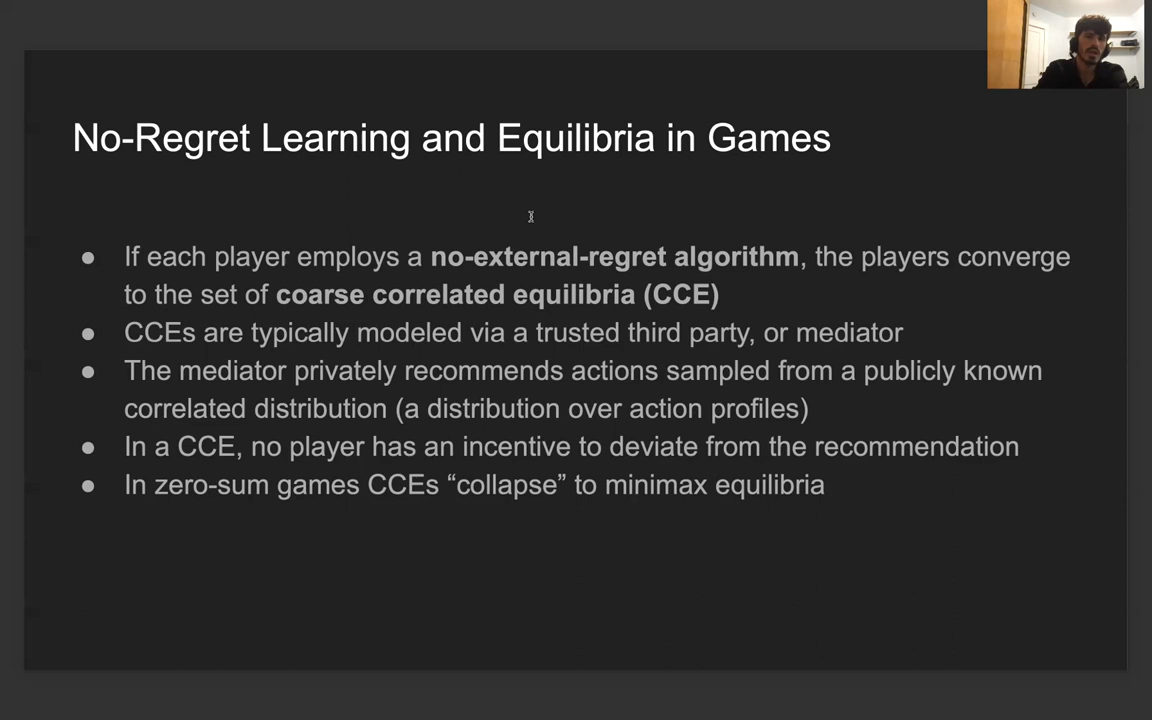 No-Regret Learning and Equilibria in Games
● If each player employs a no-external-regret algorithm, the players converge
to the set of coarse correlated equilibria (CCE)
● CCEs are typically modeled via a trusted third party, or mediator
● The mediator privately recommends actions sampled from a publicly known
correlated distribution (a distribution over action profiles)
● In a CCE, no player has an incentive to deviate from the recommendation
● In zero-sum games CCEs “collapse” to minimax equilibria